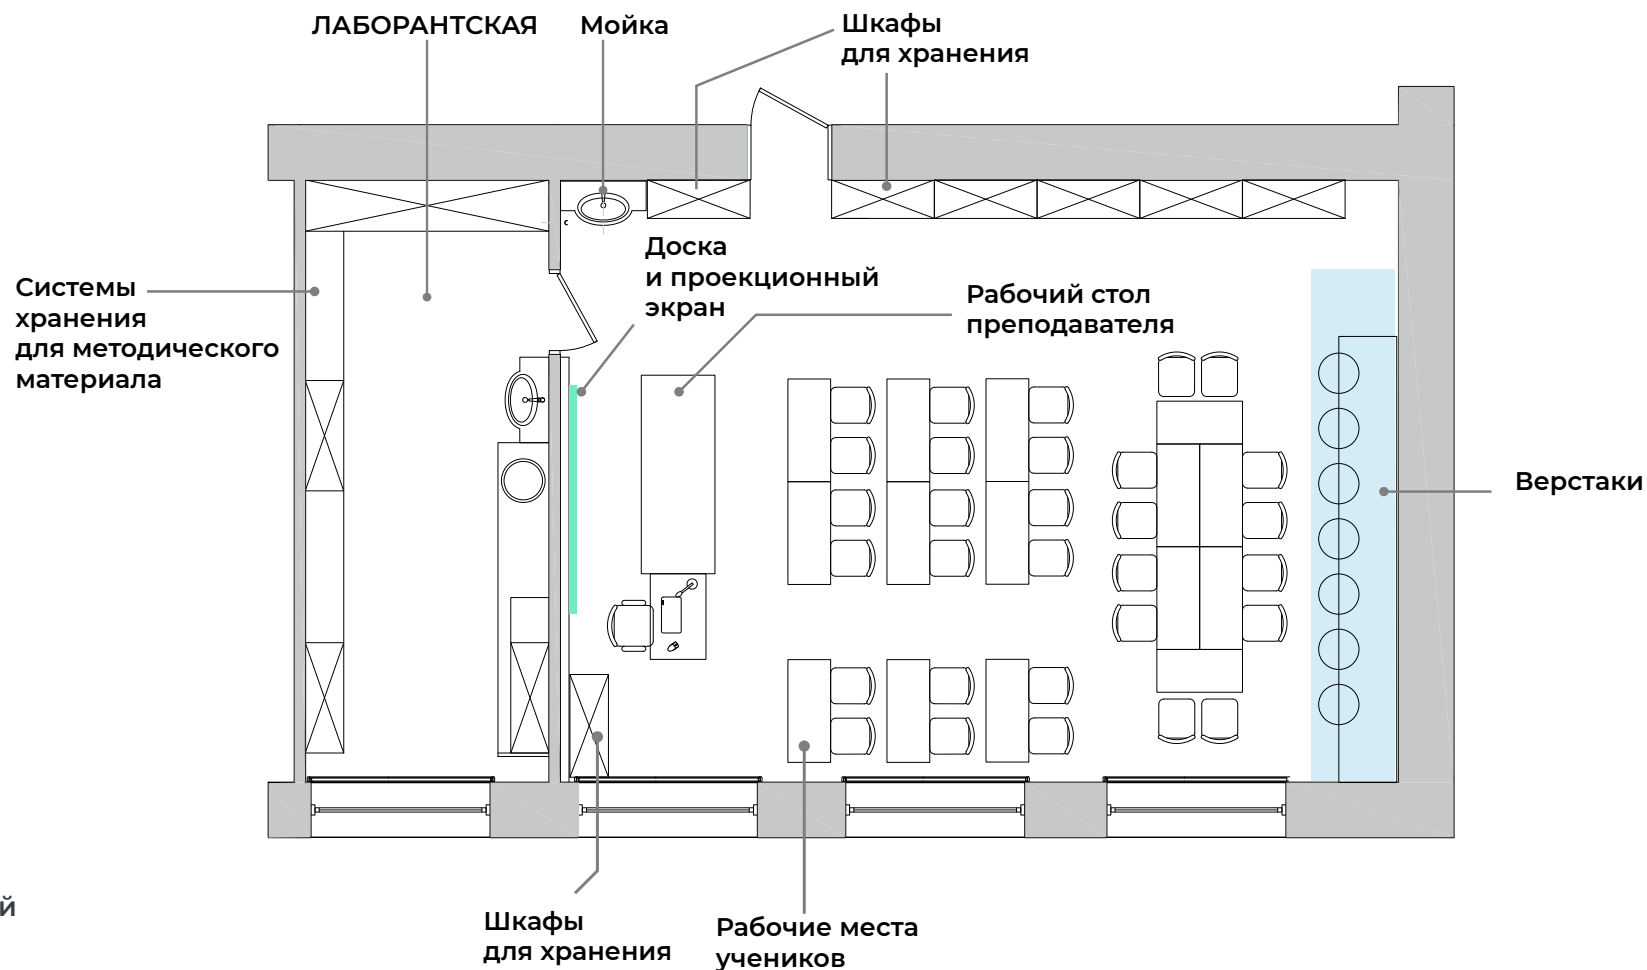 ЛАБОРАНТСКАЯ
Мойка
Шкафы
для хранения
Доска
и проекционный
экран
Системы
хранения
для методического
материала
Рабочий стол
преподавателя
Верстаки
й
Шкафы
для хранения
Рабочие места
учеников